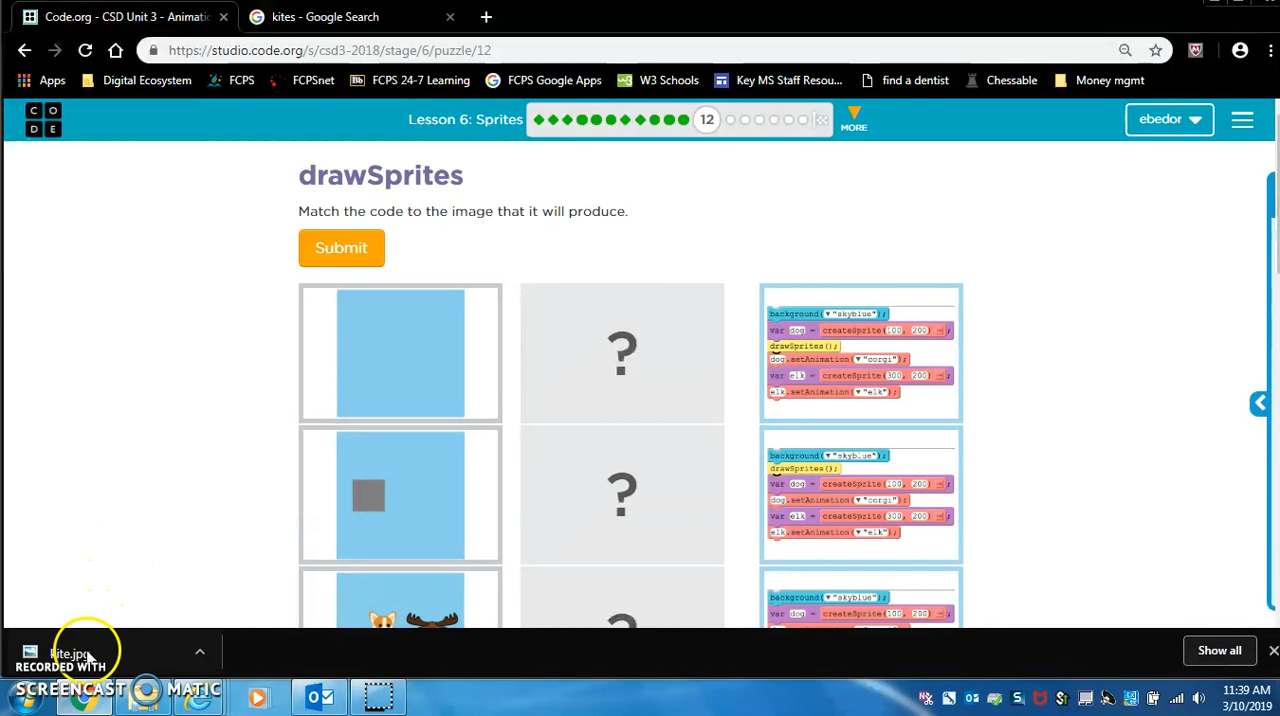 Code.org - CSD Unit 3 - Animati
kites - Google Search
https://studio.code.org/s/csd3-2018/stage/6/puzzle/12
Apps Digital Ecosystem FCPS FCPSnet FCPS 24-7 Learning FCPS Google Apps W3 Schools Key MS Staff Resou... find a dentist Chessable Money mgmt
CODE
Lesson 6: Sprites 12 MORE ebedor
drawSprites
Match the code to the image that it will produce.
Submit
?
background("skyblue");
var dog = createSprite(100, 200);
drawSprites();
dog.setAnimation("corgi");
var elk = createSprite(300, 200);
elk.setAnimation("elk");
?
background("skyblue");
drawSprites();
var dog = createSprite(100, 200);
dog.setAnimation("corgi");
var elk = createSprite(300, 200);
elk.setAnimation("elk");
?
background("skyblue");
var dog = createSprite(100, 200);
kite.jpg
Show all
RECORDED WITH
SCREENCAST MATIC
11:39 AM
3/10/2019